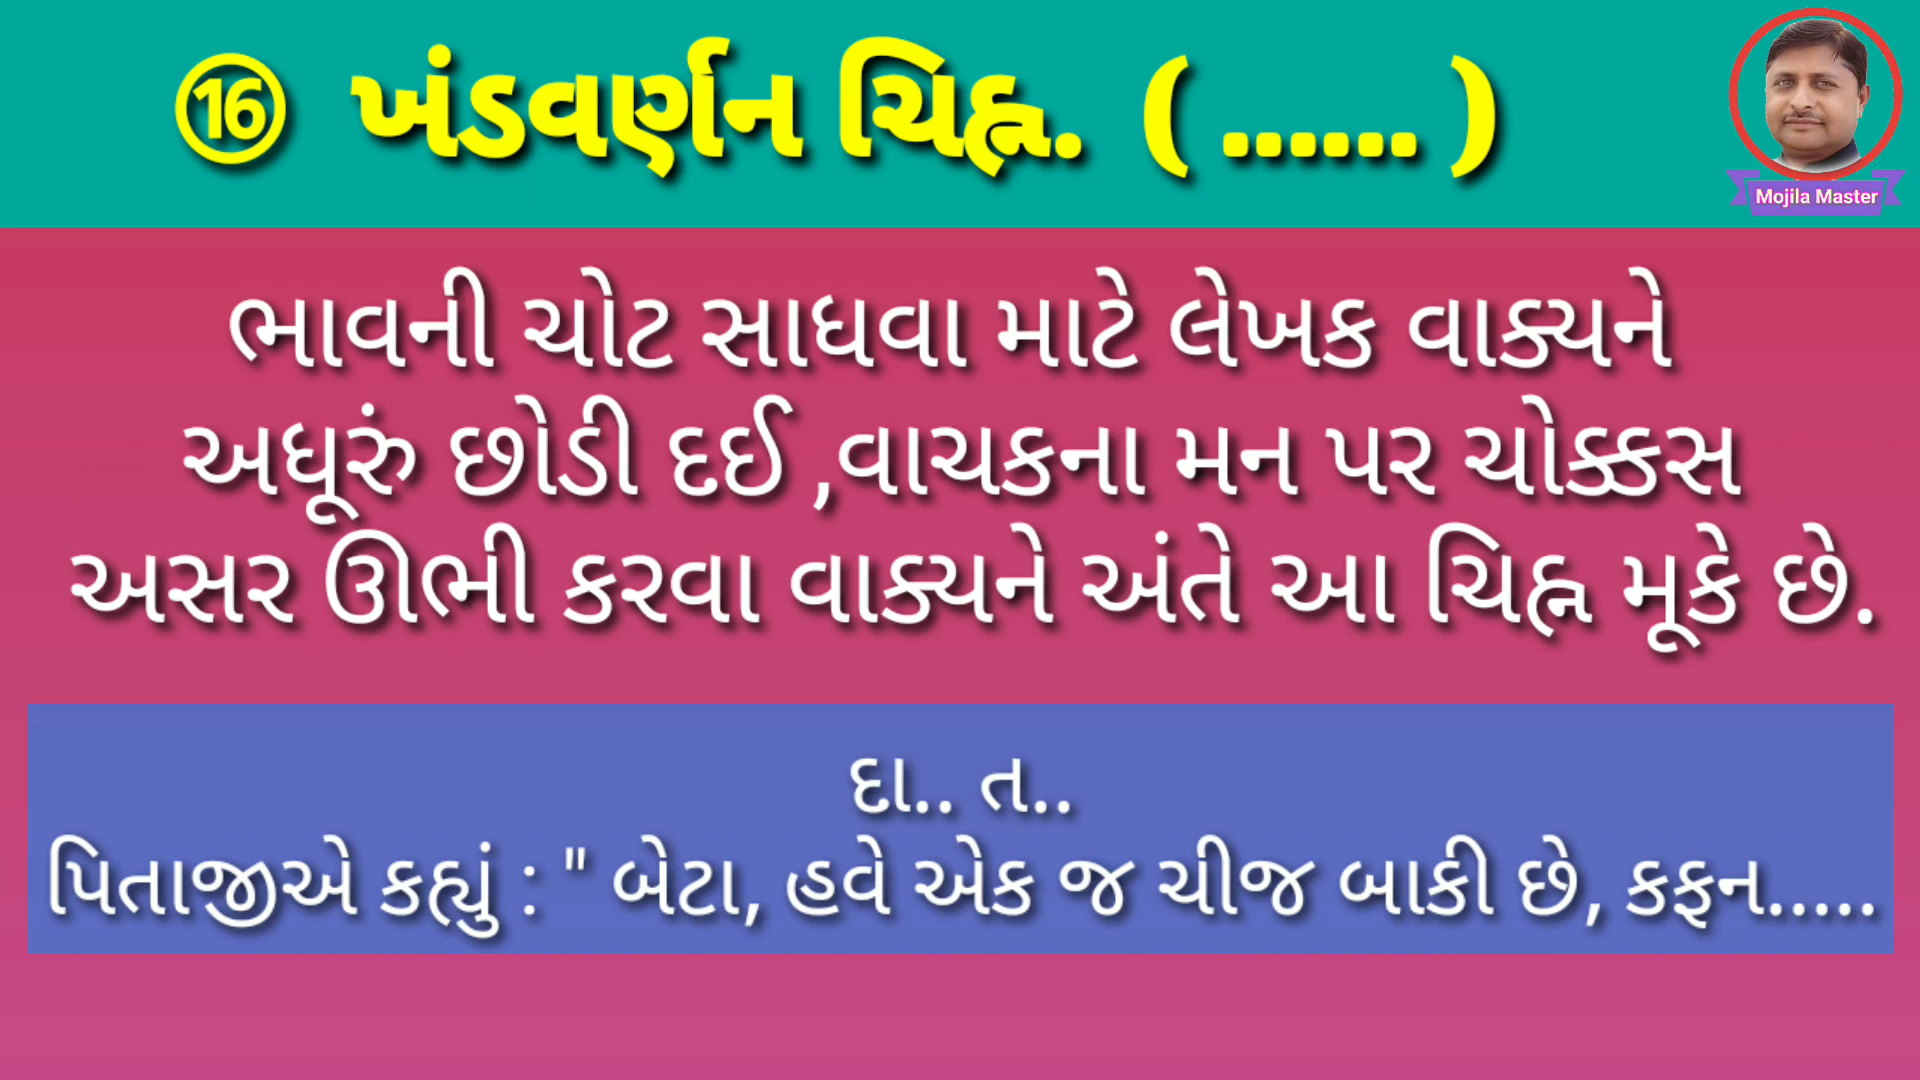 ⑯ ખંડવર્ણન ચિહ્ન. ( ...... )
Mojila Master
ભાવની ચોટ સાધવા માટે લેખક વાક્યને
અધૂરું છોડી દઈ ,વાચકના મન પર ચોક્કસ
અસર ઊભી કરવા વાક્યને અંતે આ ચિહ્ન મૂકે છે.
દા.. ત..
પિતાજીએ કહ્યું : " બેટા, હવે એક જ ચીજ બાકી છે, કફન.....